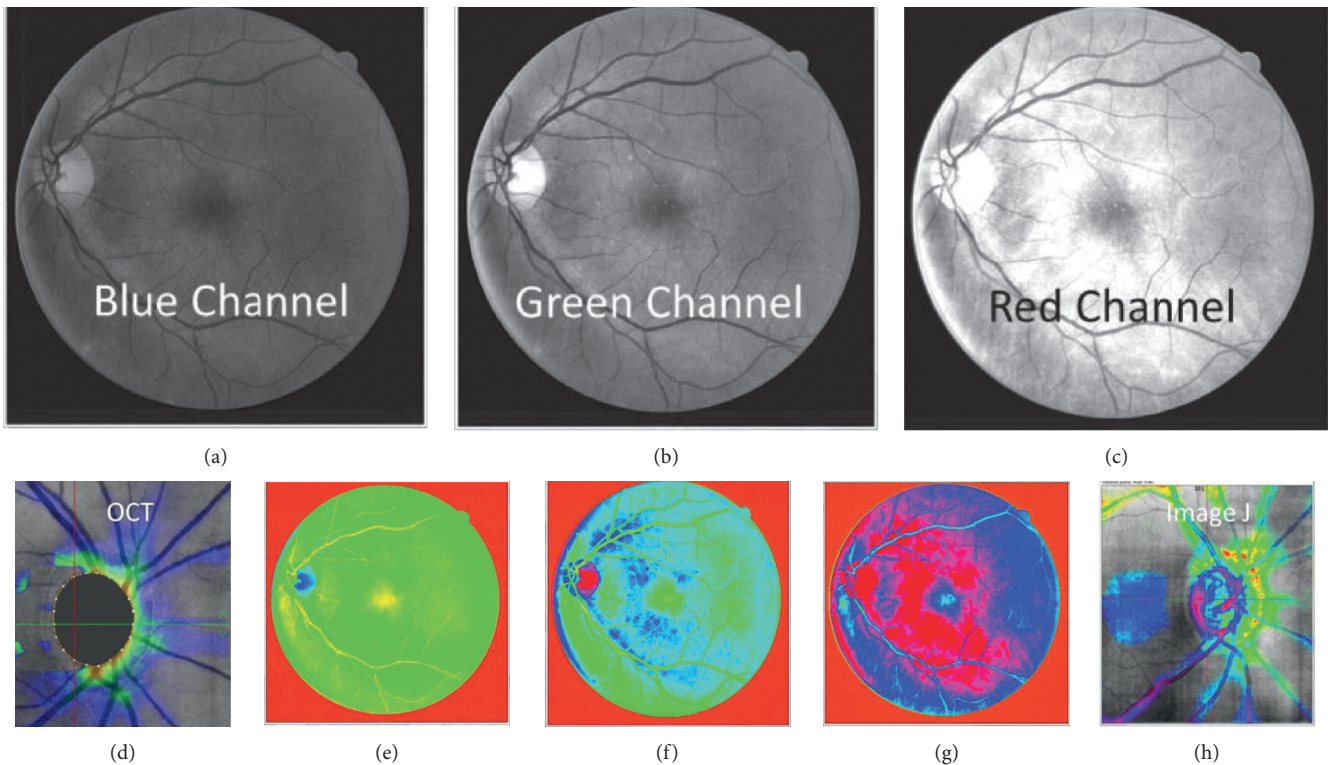 Blue Channel
Green Channel
Red Channel
(a)
(b)
(c)
OCT
Image J
(d)
(e)
(f)
(g)
(h)